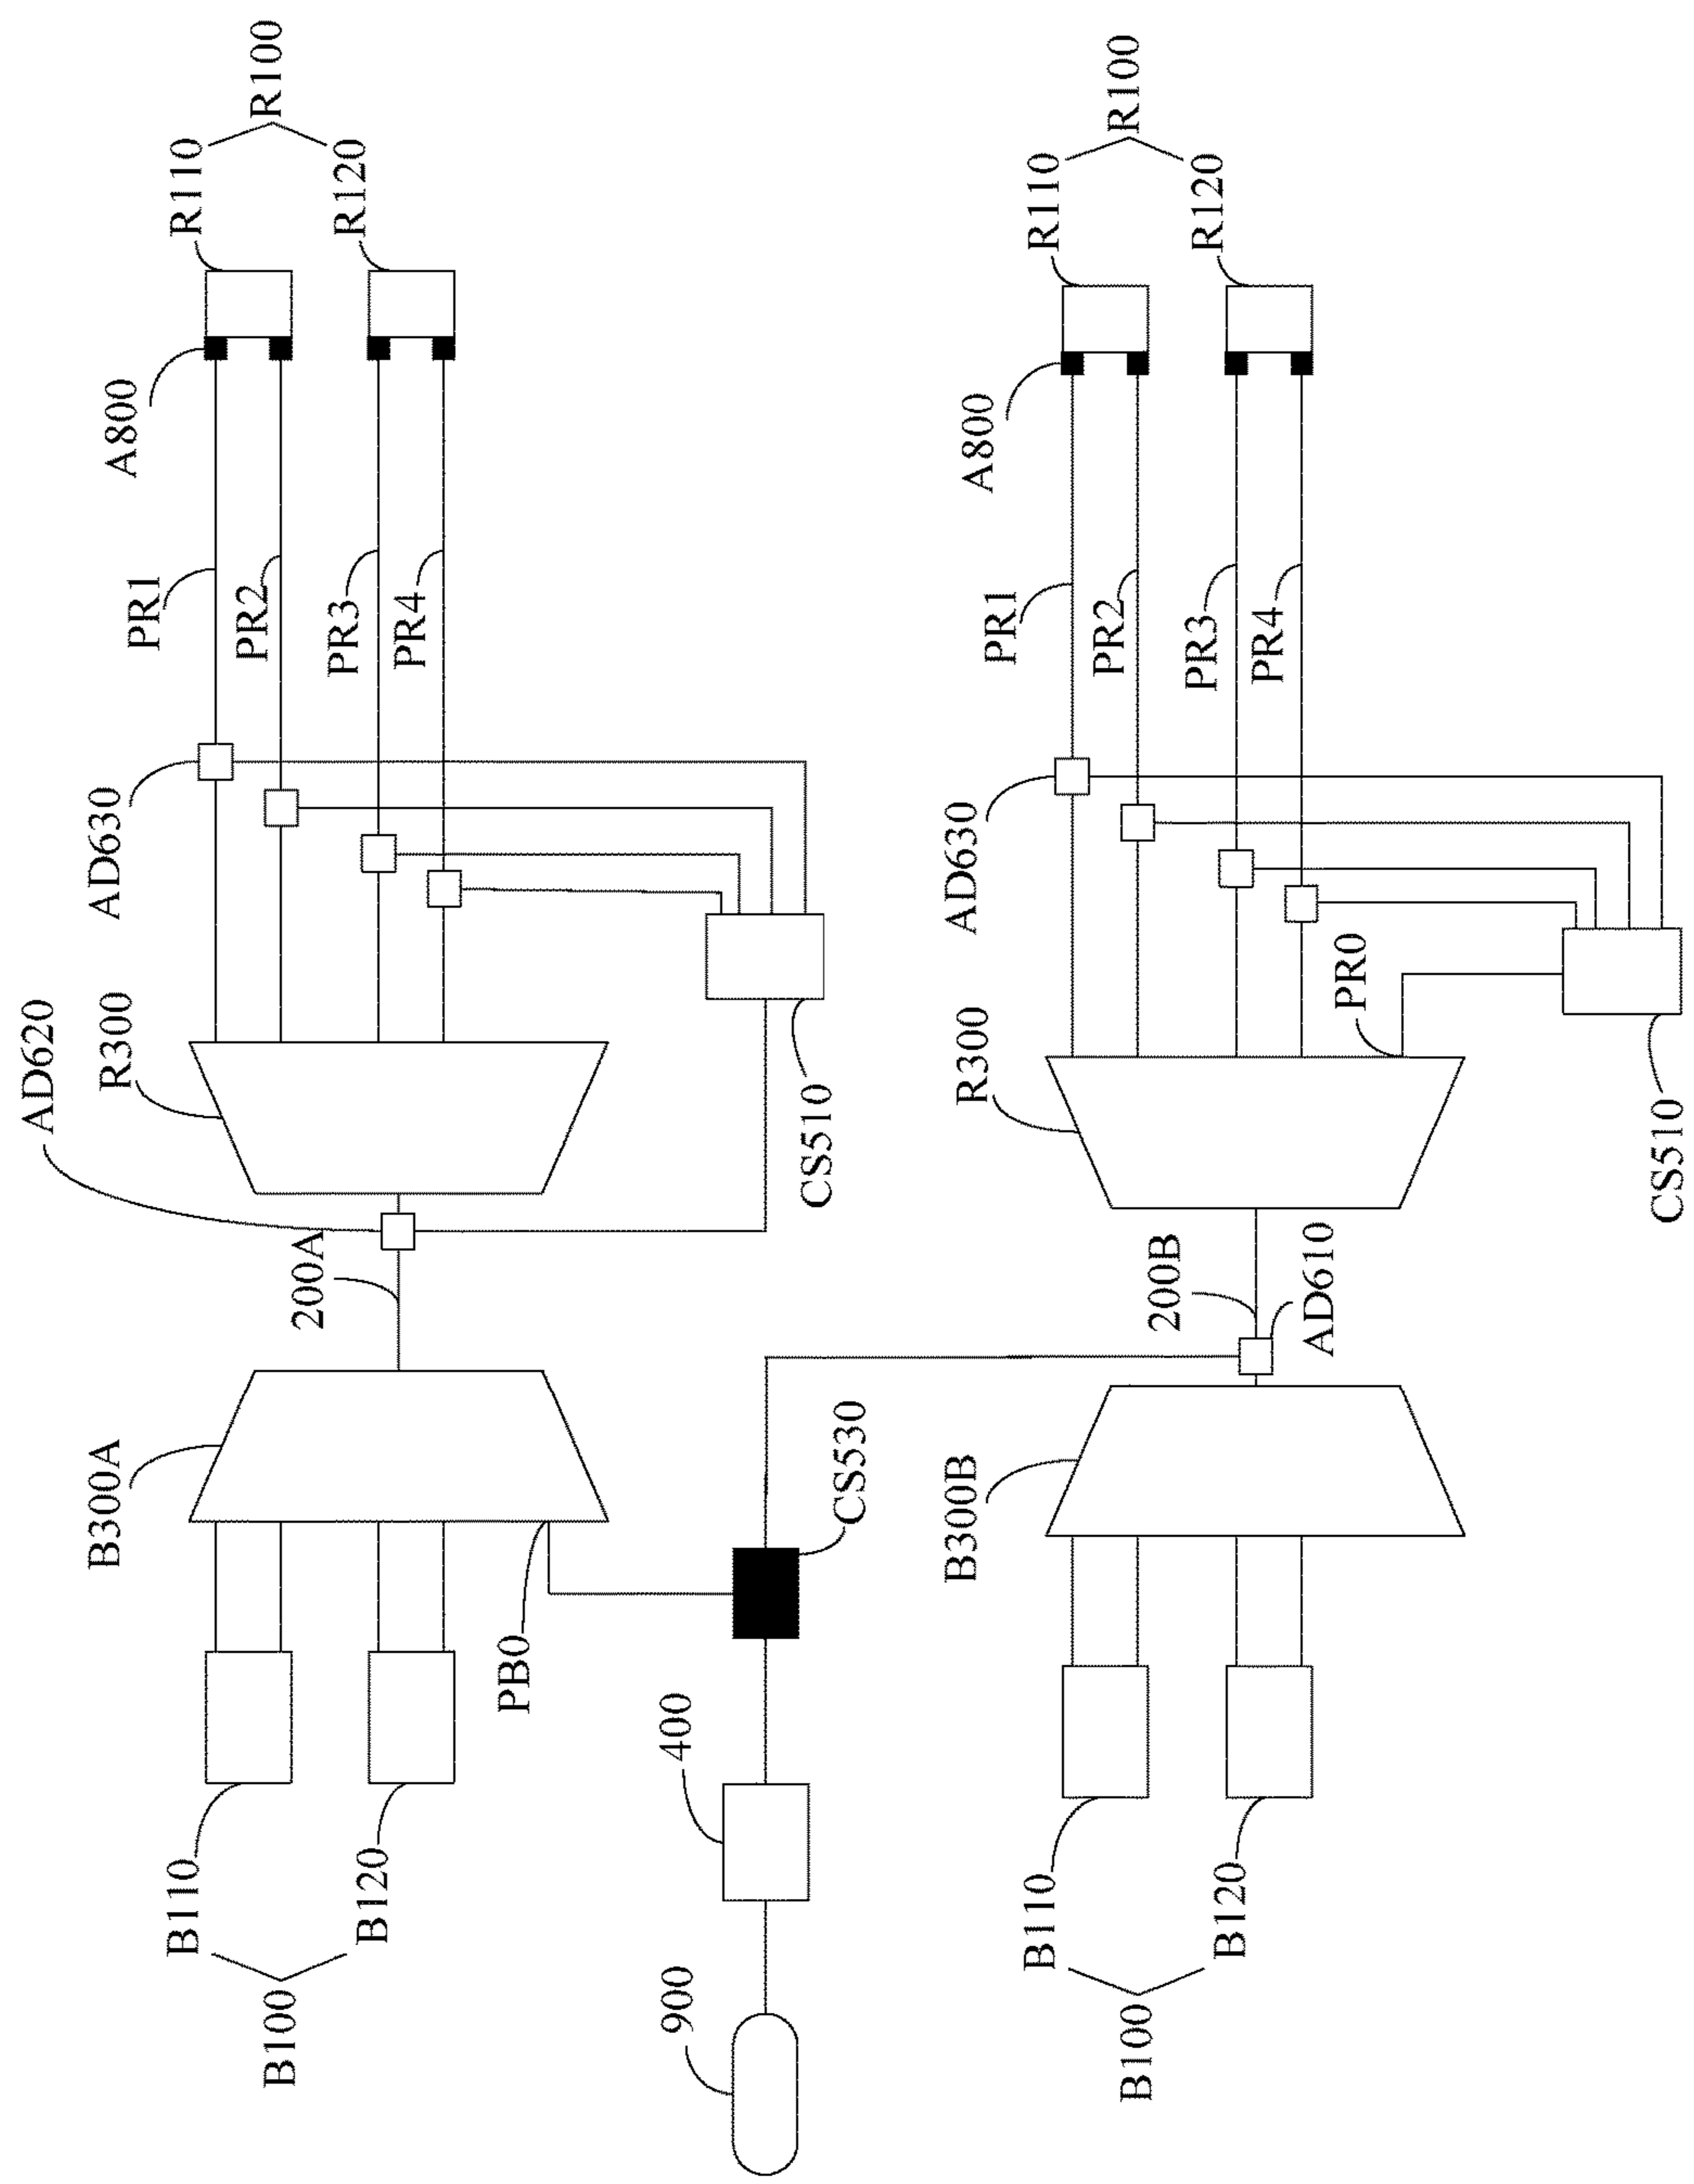 R100
R110
R120
A800
PR1
PR2
PR3
PR4
AD630
AD620
R300
CS510
200A
B300A
PB0
CS530
B110
B120
B100
400
900
R100
R110
R120
A800
PR1
PR2
PR3
PR4
AD630
R300
PR0
CS510
200B
AD610
B300B
B110
B120
B100